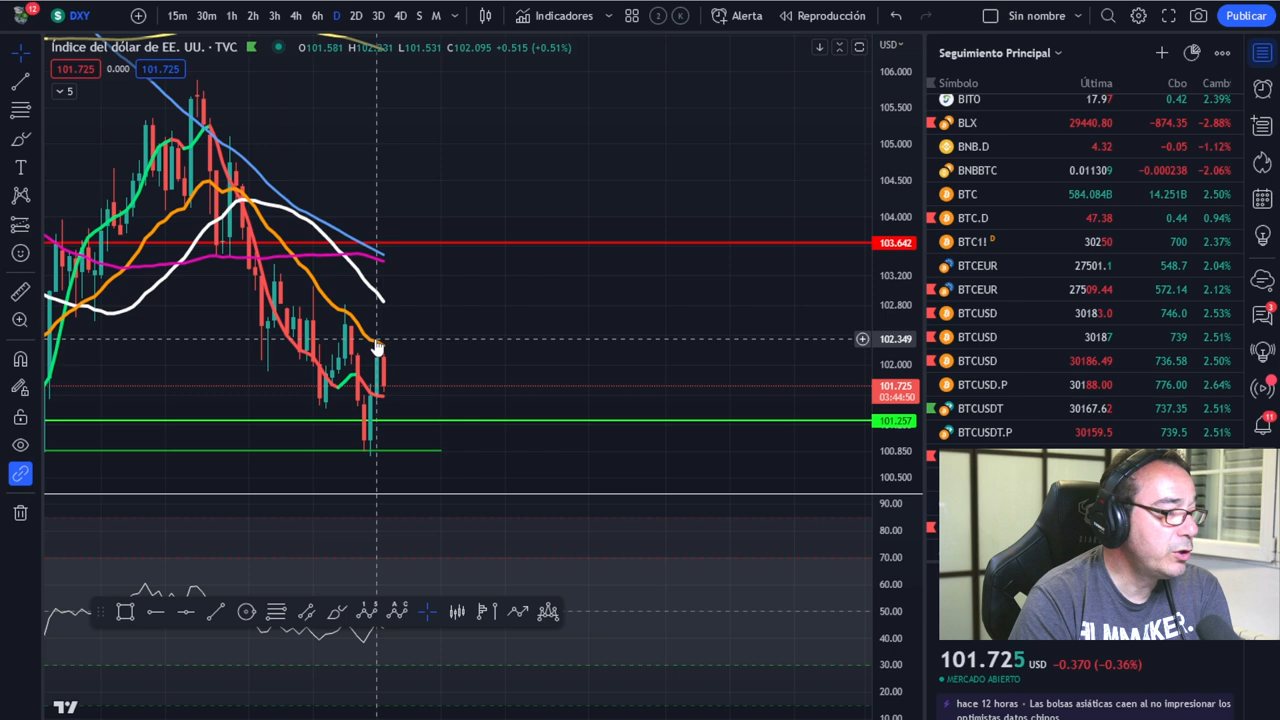 12
DXY 15m 30m 1h 2h 3h 4h 6h D 2D 3D 4D S M Indicadores 2 K Alerta Reproducción Sin nombre Publicar
Índice del dólar de EE. UU. · TVC O101.581 L101.531 C102.095 +0.515 (+0.51%)
101.725 0.000 101.725
5
USD
106.000
105.500
105.000
104.500
104.000
103.642
103.200
102.800
102.349
102.000
101.725
03:44:50
101.257
100.850
100.500
90.00
80.00
70.00
60.00
50.00
40.00
30.00
20.00
10.00
Seguimiento Principal
Símbolo Última Cbo Camb
BITO 17.97 0.42 2.39%
BLX 29440.80 −874.35 −2.88%
BNB.D 4.32 −0.05 −1.12%
BNBBTC 0.011309 −0.000238 −2.06%
BTC 584.084B 14.251B 2.50%
BTC.D 47.38 0.44 0.94%
BTC1! D 30250 700 2.37%
BTCEUR 27501.1 548.7 2.04%
BTCEUR 27509.44 572.14 2.12%
BTCUSD 30183.0 746.0 2.53%
BTCUSD 30187 739 2.51%
BTCUSD 30186.49 736.58 2.50%
BTCUSD.P 30188.00 776.00 2.64%
BTCUSDT 30167.62 737.35 2.51%
BTCUSDT.P 30159.5 739.5 2.51%
3
11
FILMMAKER.
101.725 USD −0.370 (−0.36%)
MERCADO ABIERTO
hace 12 horas · Las bolsas asiáticas caen al no impresionar los
optimistas datos chinos